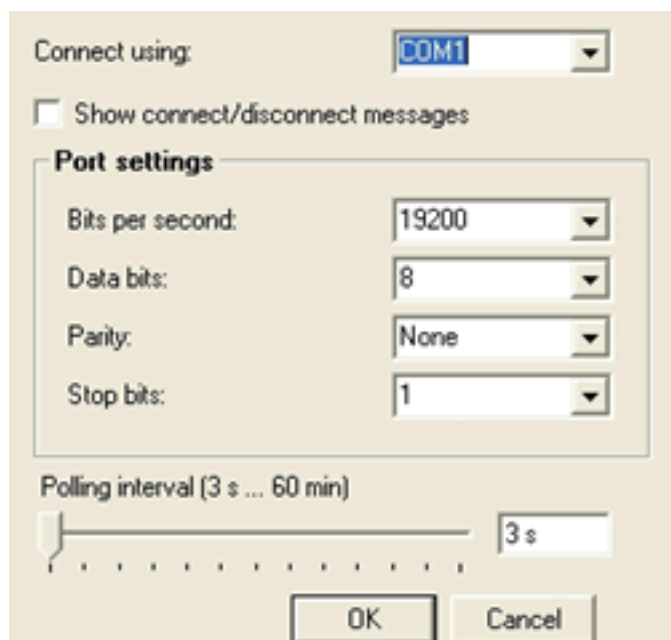 Connect using: COM1
Show connect/disconnect messages
Port settings
Bits per second: 19200
Data bits: 8
Parity: None
Stop bits: 1
Polling interval (3 s ... 60 min)
3 s
OK Cancel